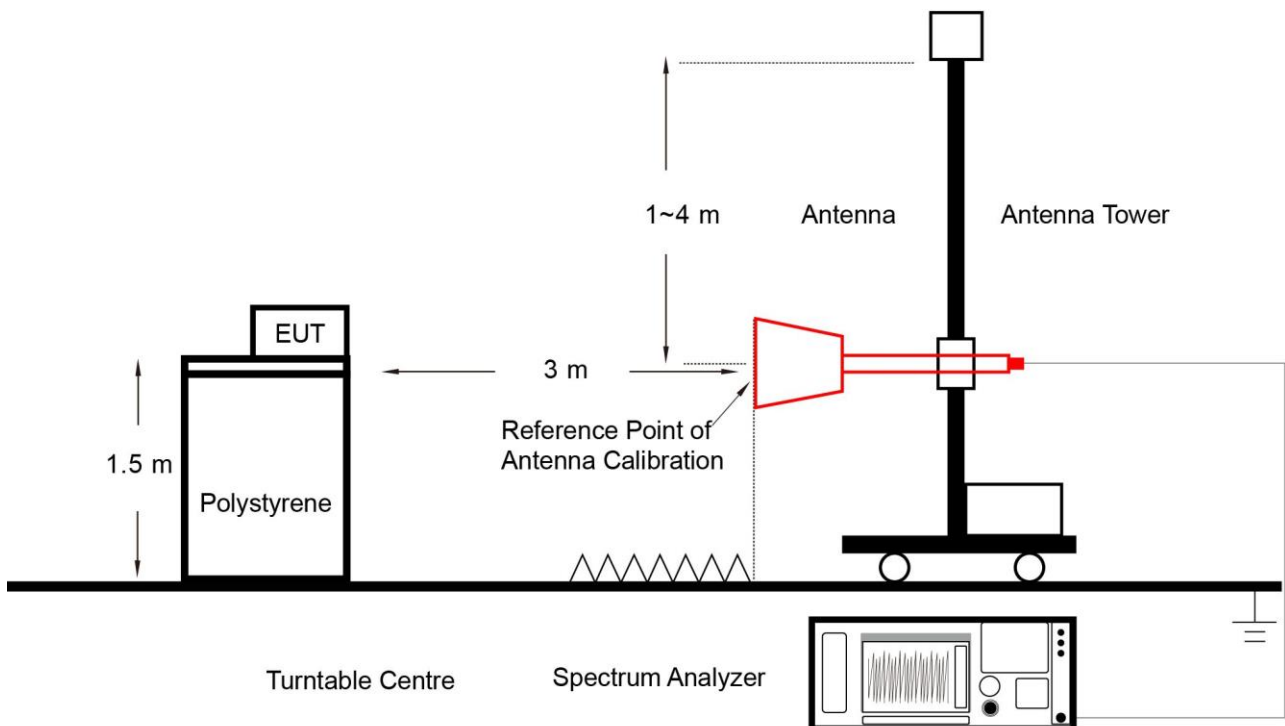 1~4 m
Antenna
Antenna Tower
EUT
3 m
Reference Point of
Antenna Calibration
1.5 m
Polystyrene
Turntable Centre
Spectrum Analyzer